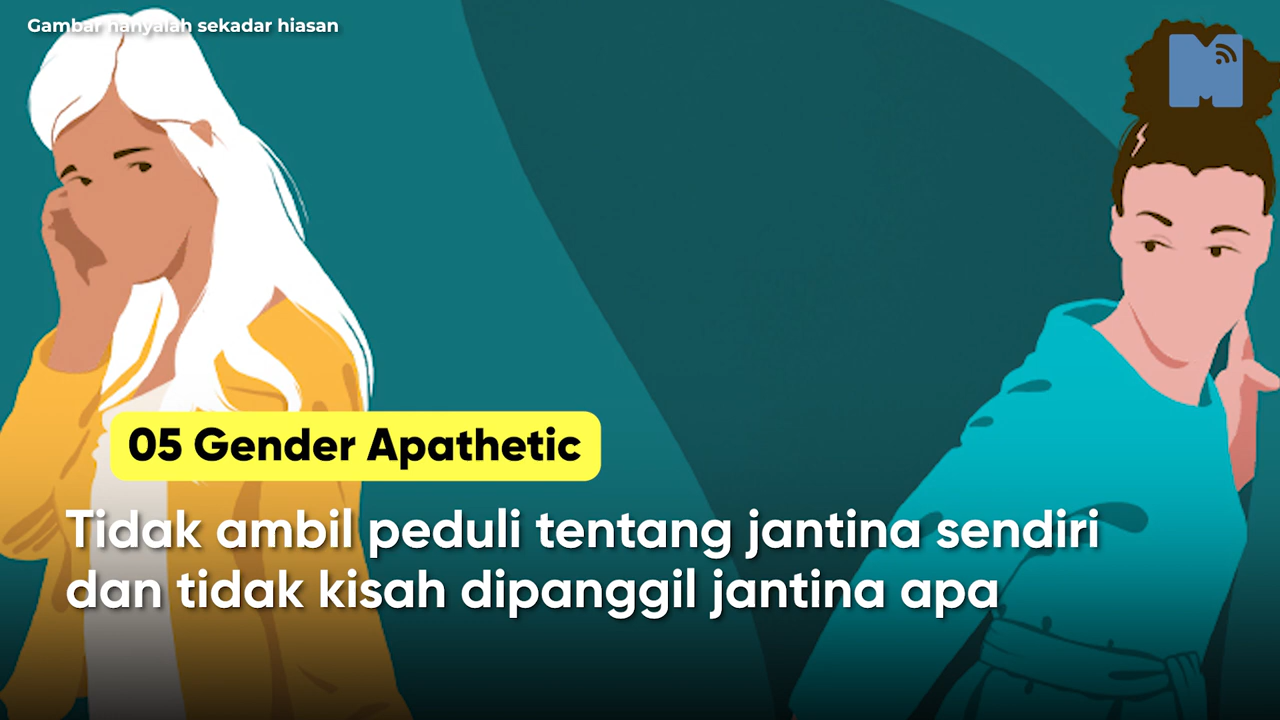 Gambar hanyalah sekadar hiasan
05 Gender Apathetic
Tidak ambil peduli tentang jantina sendiri
dan tidak kisah dipanggil jantina apa